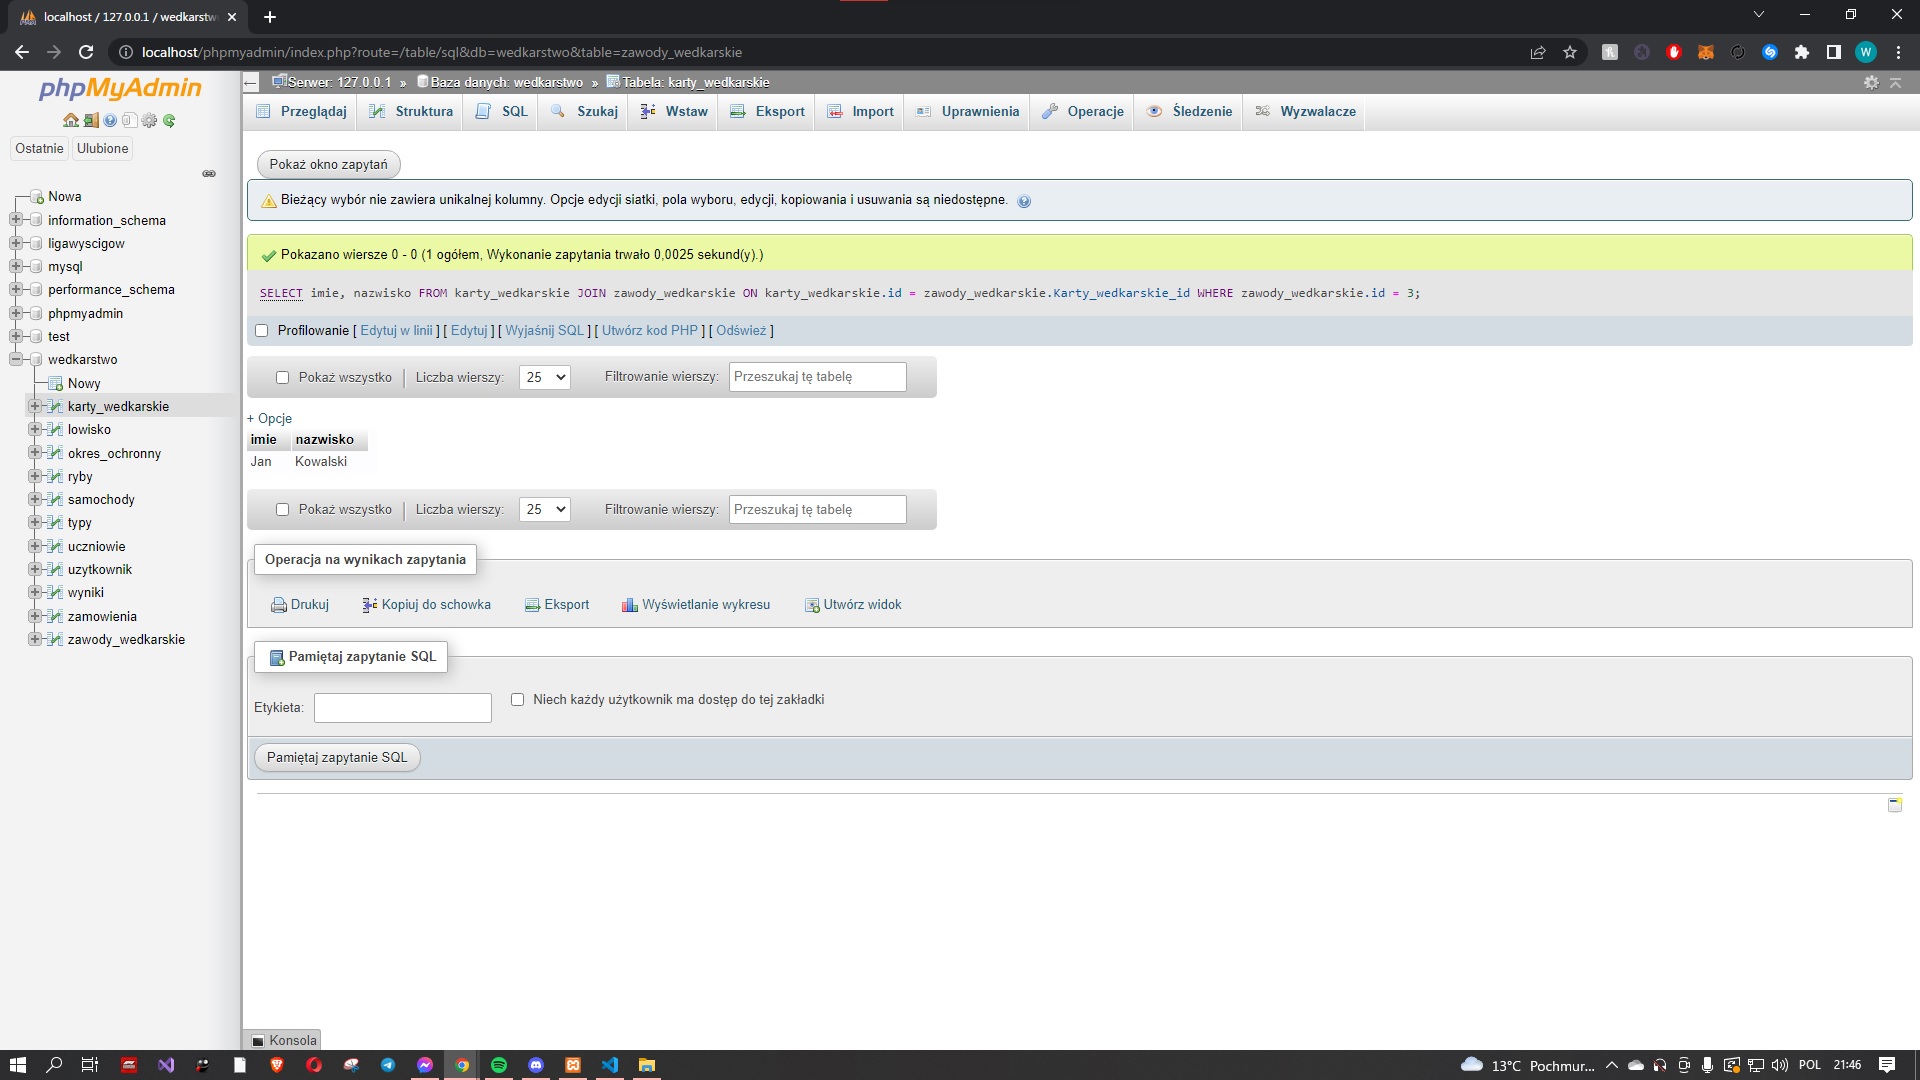 localhost / 127.0.0.1 / wedkarstw
localhost/phpmyadmin/index.php?route=/table/sql&db=wedkarstwo&table=zawody_wedkarskie
W
phpMyAdmin
Ostatnie
Ulubione
Nowa
information_schema
ligawyscigow
mysql
performance_schema
phpmyadmin
test
wedkarstwo
Nowy
karty_wedkarskie
lowisko
okres_ochronny
ryby
samochody
typy
uczniowie
uzytkownik
wyniki
zamowienia
zawody_wedkarskie
Serwer: 127.0.0.1 » Baza danych: wedkarstwo » Tabela: karty_wedkarskie
Przeglądaj
Struktura
SQL
Szukaj
Wstaw
Eksport
Import
Uprawnienia
Operacje
Śledzenie
Wyzwalacze
Pokaż okno zapytań
Bieżący wybór nie zawiera unikalnej kolumny. Opcje edycji siatki, pola wyboru, edycji, kopiowania i usuwania są niedostępne.
Pokazano wiersze 0 - 0 (1 ogółem, Wykonanie zapytania trwało 0,0025 sekund(y).)
SELECT imie, nazwisko FROM karty_wedkarskie JOIN zawody_wedkarskie ON karty_wedkarskie.id = zawody_wedkarskie.Karty_wedkarskie_id WHERE zawody_wedkarskie.id = 3;
Profilowanie [ Edytuj w linii ] [ Edytuj ] [ Wyjaśnij SQL ] [ Utwórz kod PHP ] [ Odśwież ]
Pokaż wszystko | Liczba wierszy: 25 Filtrowanie wierszy: Przeszukaj tę tabelę
+ Opcje
imie nazwisko
Jan Kowalski
Pokaż wszystko | Liczba wierszy: 25 Filtrowanie wierszy: Przeszukaj tę tabelę
Operacja na wynikach zapytania
Drukuj Kopiuj do schowka Eksport Wyświetlanie wykresu Utwórz widok
Pamiętaj zapytanie SQL
Etykieta: Niech każdy użytkownik ma dostęp do tej zakładki
Pamiętaj zapytanie SQL
Konsola
13°C Pochmur... POL 21:46